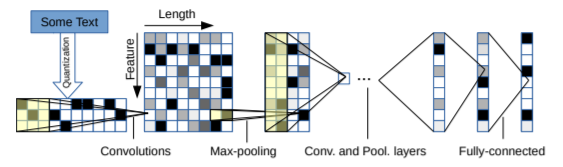 Some Text
Length
Quantization
Feature
Convolutions
Max-pooling
Conv. and Pool. layers
Fully-connected